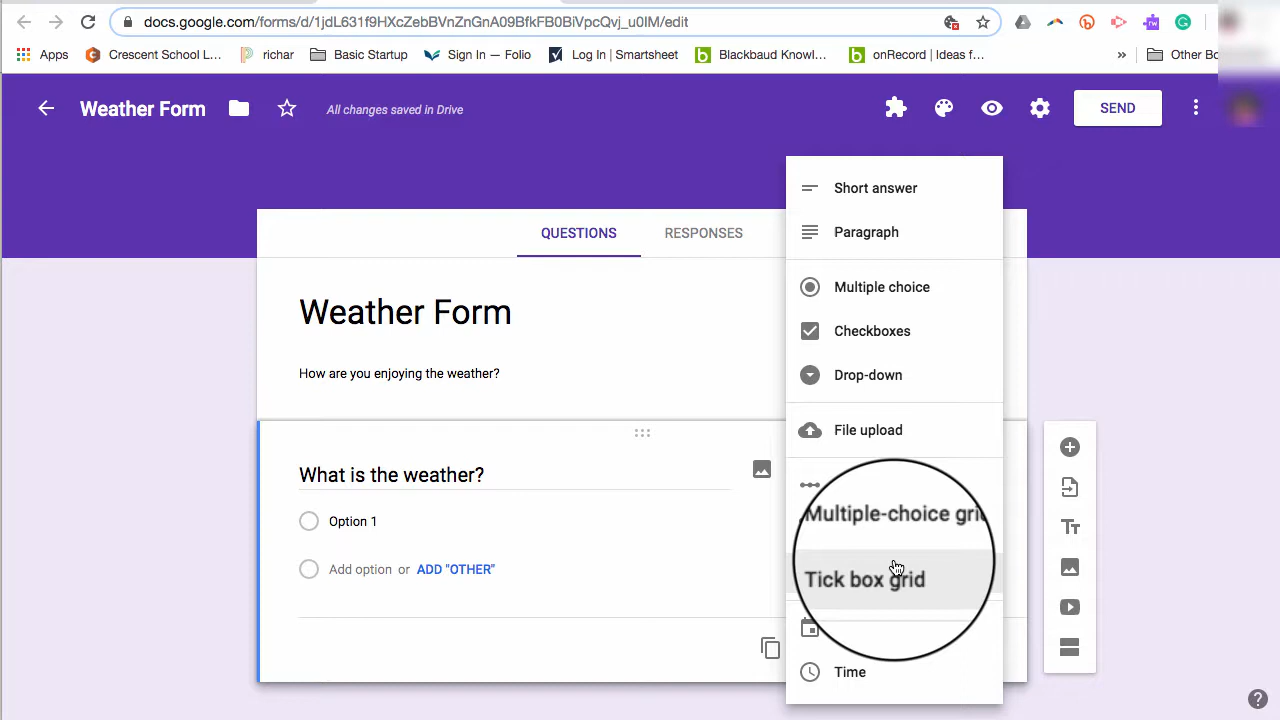 docs.google.com/forms/d/1jdL631f9HXcZebBVnZnGnA09BfkFB0BiVpcQvj_u0IM/edit
Apps Crescent School L... richar Basic Startup Sign In — Folio Log In | Smartsheet Blackbaud Knowl... onRecord | Ideas f... » Other Bo
Weather Form All changes saved in Drive SEND
QUESTIONS RESPONSES
Weather Form
How are you enjoying the weather?
What is the weather?
Option 1
Add option or ADD "OTHER"
Short answer
Paragraph
Multiple choice
Checkboxes
Drop-down
File upload
Multiple-choice grid
Tick box grid
Time